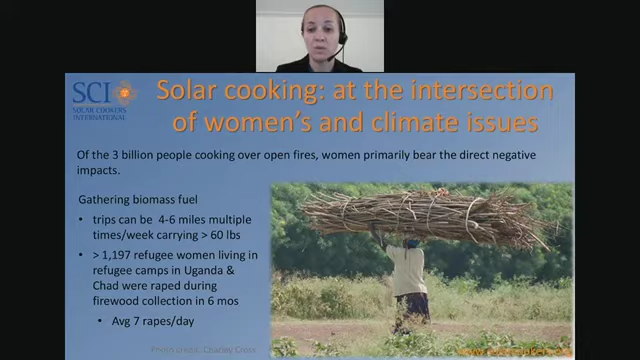 SCI
SOLAR COOKERS
INTERNATIONAL
Solar cooking: at the intersection
of women's and climate issues
Of the 3 billion people cooking over open fires, women primarily bear the direct negative
impacts.
Gathering biomass fuel
• trips can be 4-6 miles multiple
times/week carrying > 60 lbs
• > 1,197 refugee women living in
refugee camps in Uganda &
Chad were raped during
firewood collection in 6 mos
• Avg 7 rapes/day
Photo credit: Charley Cross